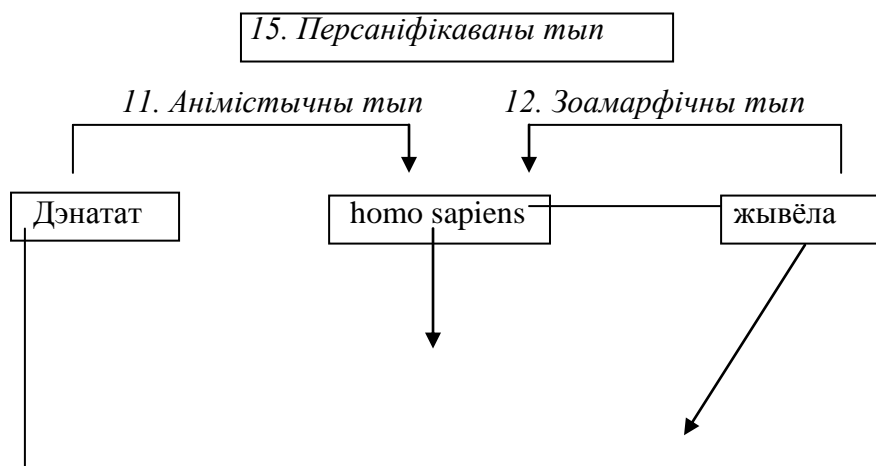 15. Персаніфікаваны тып
11. Анімістычны тып 12. Зоамарфічны тып
Дэнатат homo sapiens жывёла